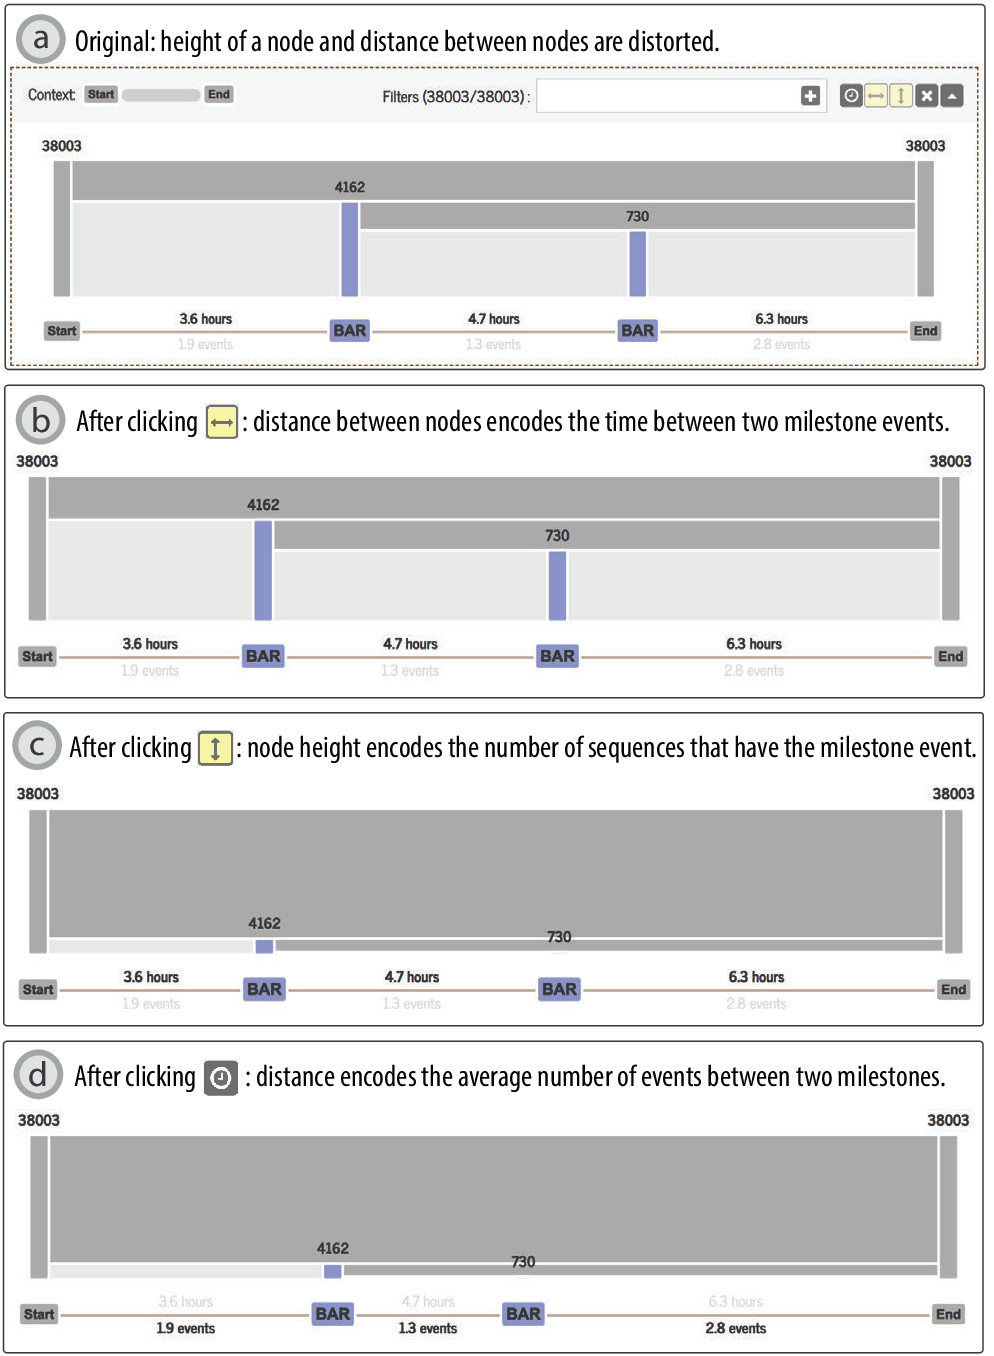 a Original: height of a node and distance between nodes are distorted.
Context: Start End Filters (38003/38003) :
38003 38003
4162
730
3.6 hours 4.7 hours 6.3 hours
Start BAR BAR End
1.9 events 1.3 events 2.8 events
b After clicking : distance between nodes encodes the time between two milestone events.
38003 38003
4162
730
3.6 hours 4.7 hours 6.3 hours
Start BAR BAR End
1.9 events 1.3 events 2.8 events
c After clicking : node height encodes the number of sequences that have the milestone event.
38003 38003
4162
730
3.6 hours 4.7 hours 6.3 hours
Start BAR BAR End
1.9 events 1.3 events 2.8 events
d After clicking : distance encodes the average number of events between two milestones.
38003 38003
4162
730
3.6 hours 4.7 hours 6.3 hours
Start BAR BAR End
1.9 events 1.3 events 2.8 events